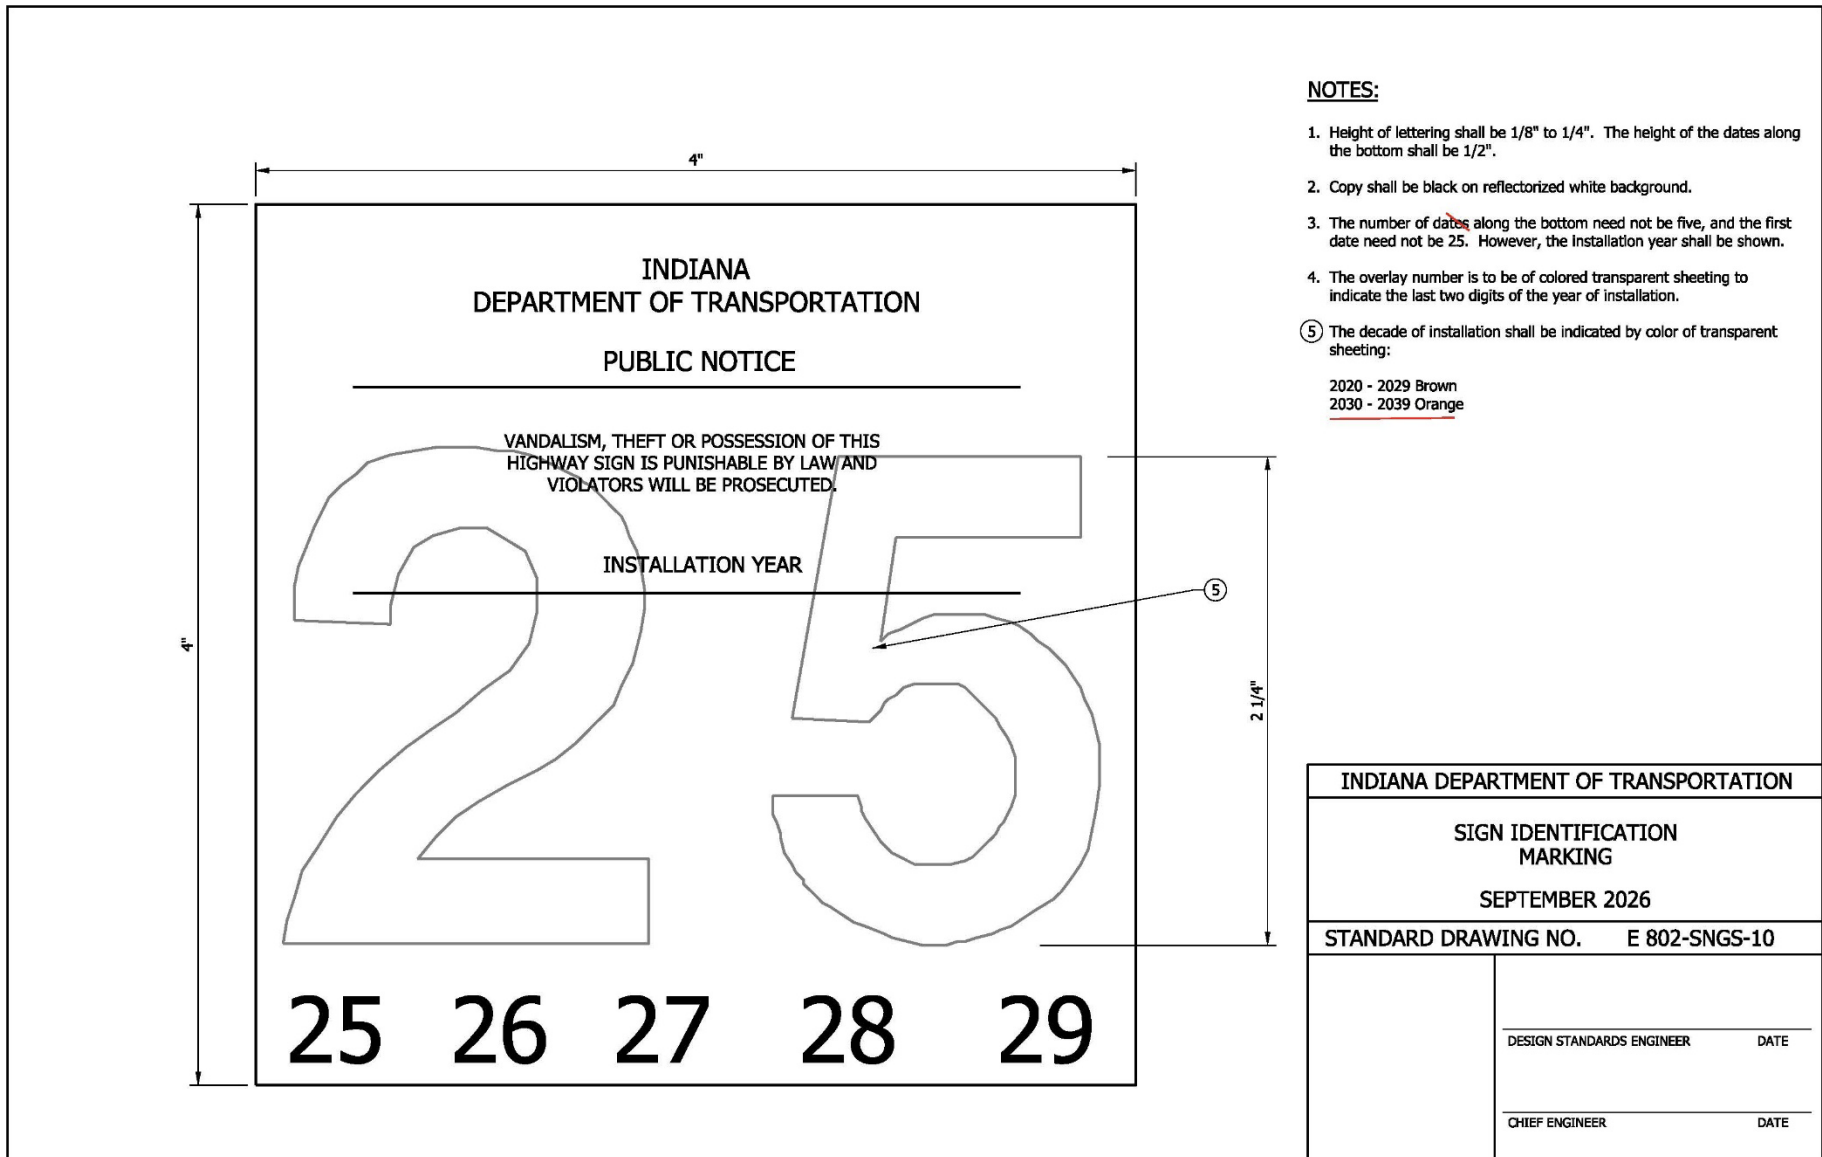 4"
4"
INDIANA
DEPARTMENT OF TRANSPORTATION
PUBLIC NOTICE
VANDALISM, THEFT OR POSSESSION OF THIS
HIGHWAY SIGN IS PUNISHABLE BY LAW AND
VIOLATORS WILL BE PROSECUTED.
INSTALLATION YEAR
25
5
2 1/4"
25 26 27 28 29
NOTES:
1. Height of lettering shall be 1/8" to 1/4". The height of the dates along
the bottom shall be 1/2".
2. Copy shall be black on reflectorized white background.
3. The number of dates along the bottom need not be five, and the first
date need not be 25. However, the installation year shall be shown.
4. The overlay number is to be of colored transparent sheeting to
indicate the last two digits of the year of installation.
5 The decade of installation shall be indicated by color of transparent
sheeting:
2020 - 2029 Brown
2030 - 2039 Orange
INDIANA DEPARTMENT OF TRANSPORTATION
SIGN IDENTIFICATION
MARKING
SEPTEMBER 2026
STANDARD DRAWING NO. E 802-SNGS-10
DESIGN STANDARDS ENGINEER DATE
CHIEF ENGINEER DATE